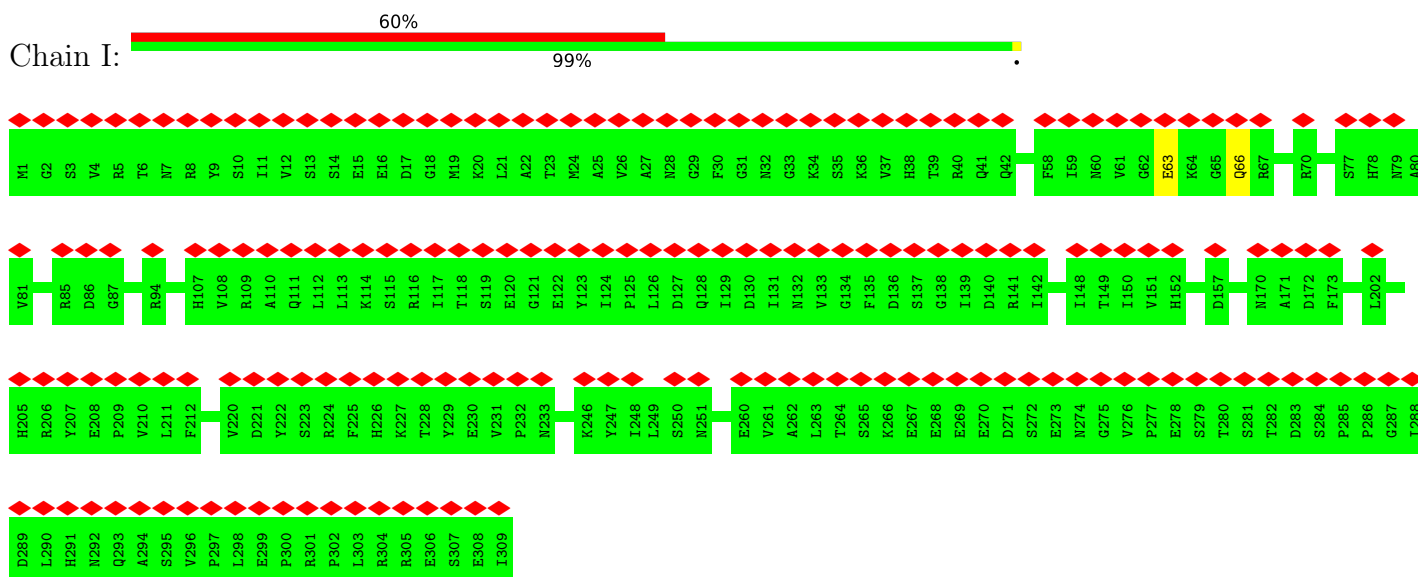 60%
Chain I:
99%
.
M1 G2 S3 V4 R5 T6 N7 R8 Y9 S10 I11 V12 S13 S14 E15 E16 D17 G18 M19 K20 L21 A22 T23 M24 A25 V26 A27 N28 G29 F30 G31 N32 G33 K34 S35 K36 V37 H38 T39 R40 Q41 Q42 F58 I59 N60 V61 G62 E63 K64 G65 Q66 R67 R70 S77 H78 N79 A80
V81 R85 D86 G87 R94 H107 V108 R109 A110 Q111 L112 L113 K114 S115 R116 I117 T118 S119 E120 G121 E122 Y123 I124 P125 L126 D127 Q128 I129 D130 I131 N132 V133 G134 F135 D136 S137 G138 I139 D140 R141 I142 I148 T149 I150 V151 H152 D157 N170 A171 D172 F173 L202
H205 R206 Y207 E208 P209 V210 L211 F212 V220 D221 Y222 S223 R224 F225 H226 K227 T228 Y229 E230 V231 P232 N233 K246 Y247 I248 L249 S250 N251 E260 V261 A262 L263 T264 S265 K266 E267 E268 E269 E270 D271 S272 E273 N274 G275 V276 P277 E278 S279 T280 S281 T282 D283 S284 P285 P286 G287 I288
D289 L290 H291 N292 Q293 A294 S295 V296 P297 L298 E299 P300 R301 P302 L303 R304 R305 E306 S307 E308 I309